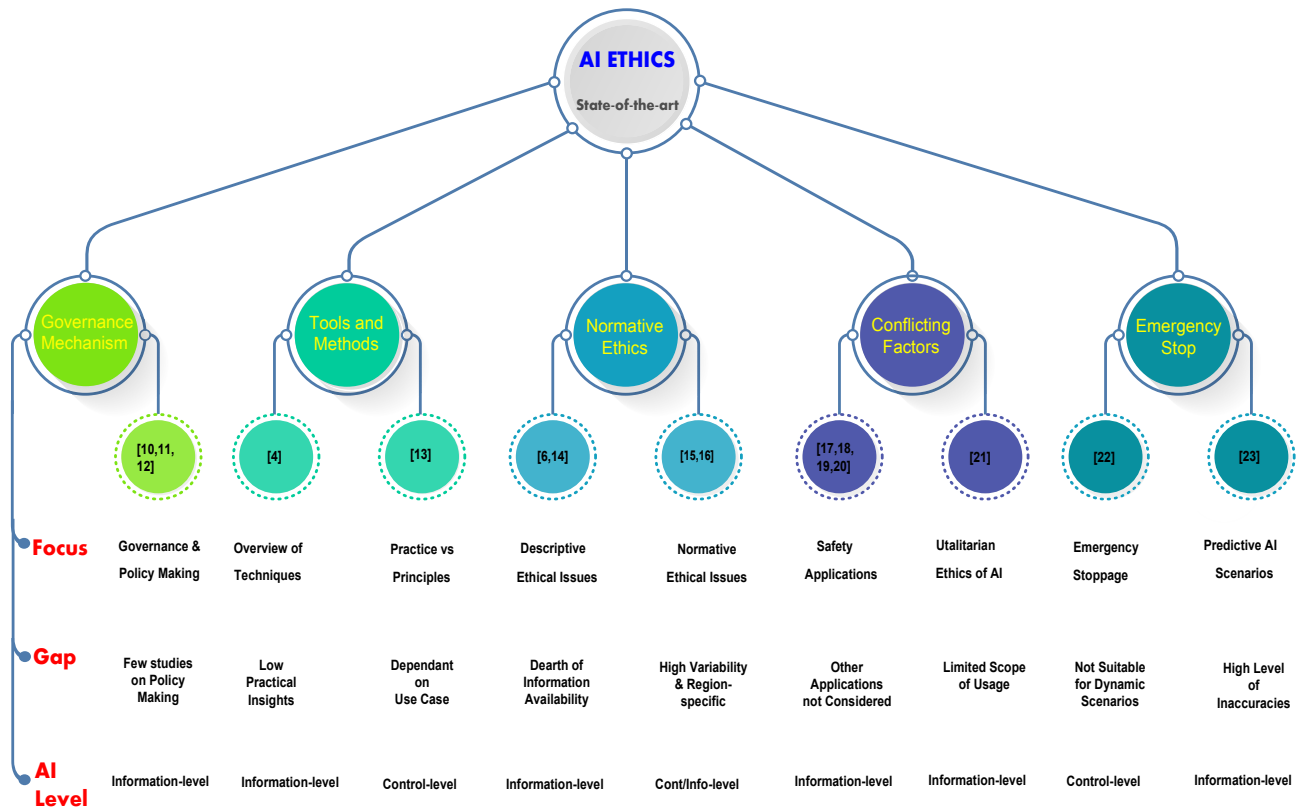 AI ETHICS
State-of-the-art
Governance
Mechanism
Tools and
Methods
Normative
Ethics
Conflicting
Factors
Emergency
Stop
[10,11,
12]
[4]
[13]
[6,14]
[15,16]
[17,18,
19,20]
[21]
[22]
[23]
Focus
Governance &
Policy Making
Overview of
Techniques
Practice vs
Principles
Descriptive
Ethical Issues
Normative
Ethical Issues
Safety
Applications
Utalitarian
Ethics of AI
Emergency
Stoppage
Predictive AI
Scenarios
Gap
Few studies
on Policy
Making
Low
Practical
Insights
Dependant
on
Use Case
Dearth of
Information
Availability
High Variability
& Region-
specific
Other
Applications
not Considered
Limited Scope
of Usage
Not Suitable
for Dynamic
Scenarios
High Level
of
Inaccuracies
AI
Level
Information-level
Information-level
Control-level
Information-level
Cont/Info-level
Information-level
Information-level
Control-level
Information-level